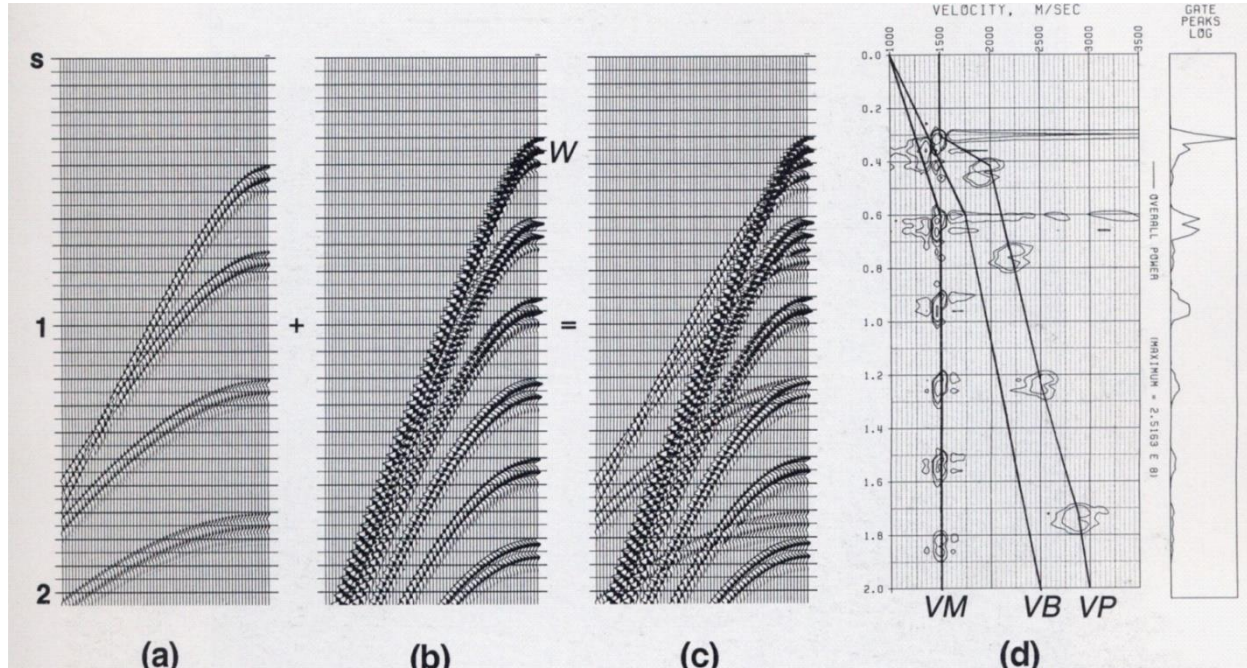 VELOCITY, M/SEC
GATE
PEAKS
LOG
1000
1500
2000
2500
3000
3500
s
0.0
0.2
0.4
0.6
0.8
1.0
1.2
1.4
1.6
1.8
2.0
W
1
+
=
2
OVERALL POWER
(MAXIMUM = 2.5163 E 8)
VM
VB
VP
(a)
(b)
(c)
(d)